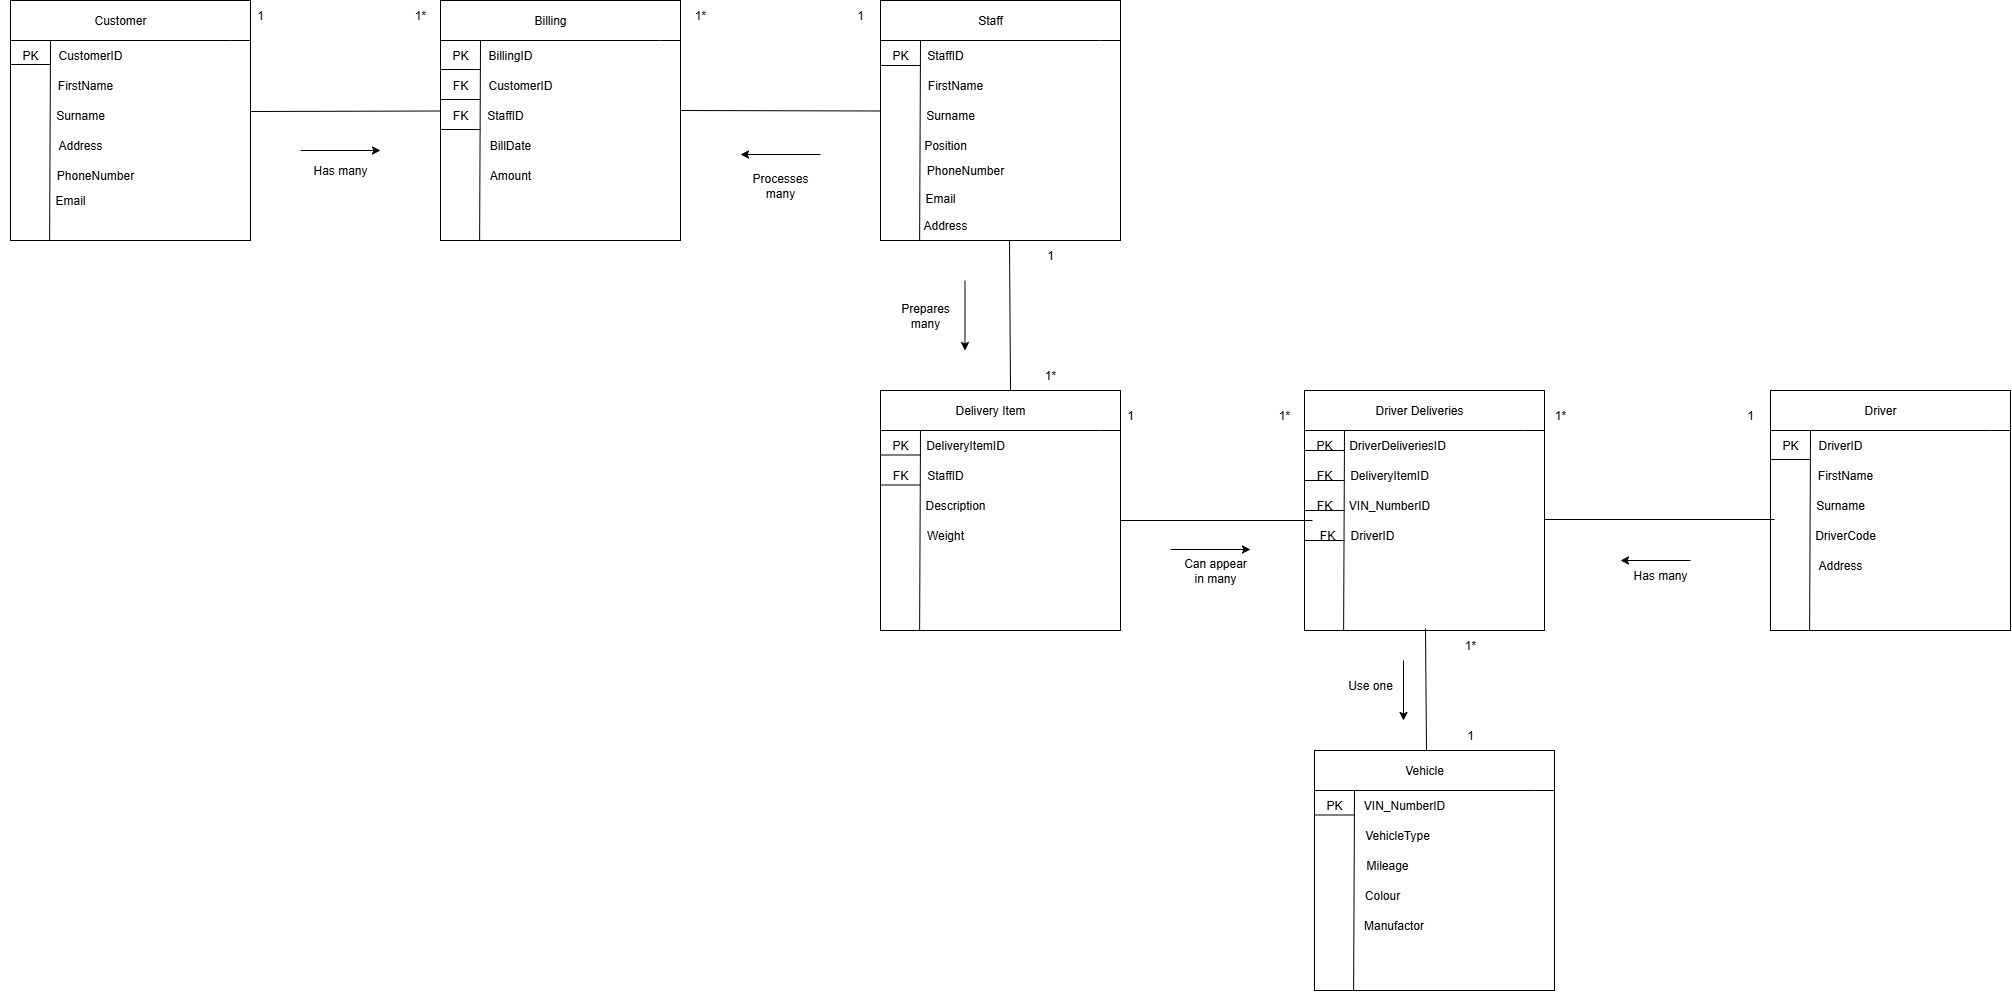 Customer
PK CustomerID
FirstName
Surname
Address
PhoneNumber
Email
1
1*
Has many
Billing
PK BillingID
FK CustomerID
FK StaffID
BillDate
Amount
1*
1
Processes
many
Staff
PK StaffID
FirstName
Surname
Position
PhoneNumber
Email
Address
1
Prepares
many
1*
Delivery Item
PK DeliveryItemID
FK StaffID
Description
Weight
1
1*
Can appear
in many
Driver Deliveries
PK DriverDeliveriesID
FK DeliveryItemID
FK VIN_NumberID
FK DriverID
1*
1
Has many
Driver
PK DriverID
FirstName
Surname
DriverCode
Address
1*
Use one
1
Vehicle
PK VIN_NumberID
VehicleType
Mileage
Colour
Manufactor